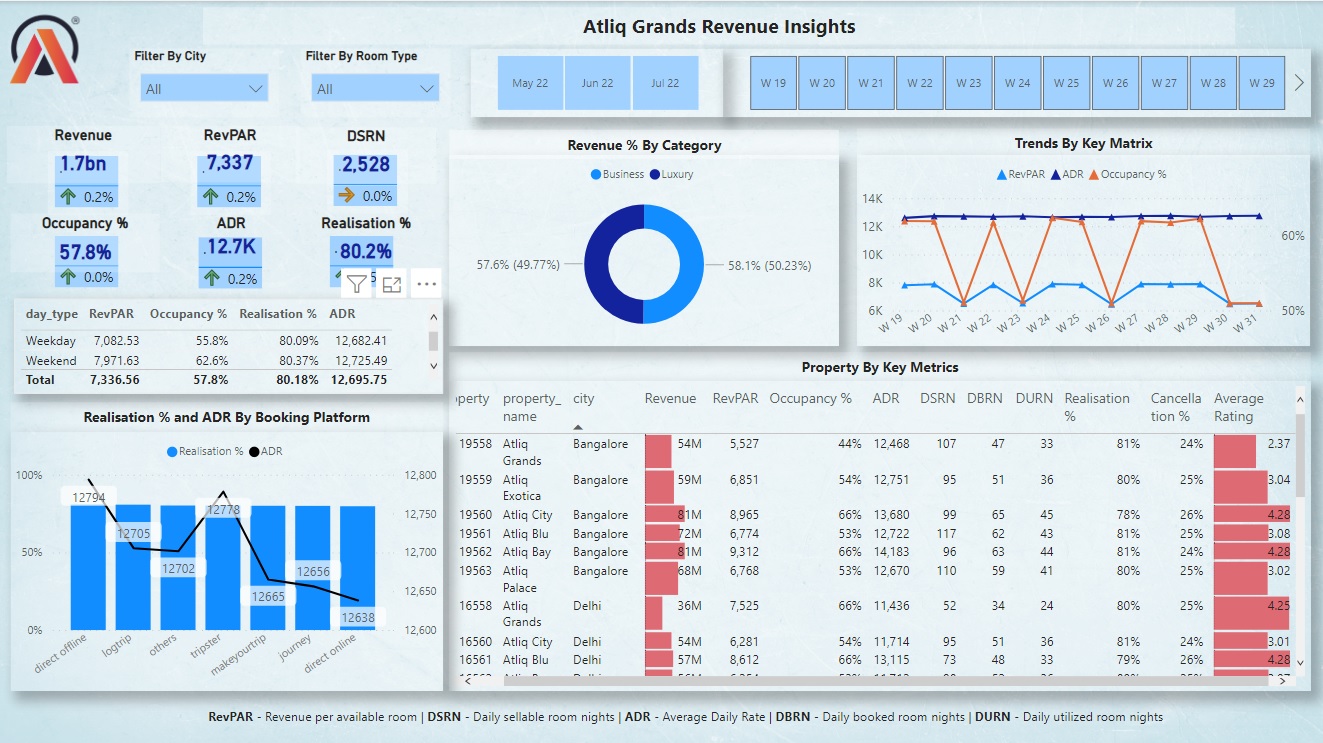 Atliq Grands Revenue Insights
Filter By City
Filter By Room Type
All
All
May 22
Jun 22
Jul 22
W 19 W 20 W 21 W 22 W 23 W 24 W 25 W 26 W 27 W 28 W 29
Revenue
1.7bn
0.2%
RevPAR
7,337
0.2%
DSRN
2,528
0.0%
Occupancy %
57.8%
0.0%
ADR
12.7K
0.2%
Realisation %
80.2%
day_type RevPAR Occupancy % Realisation % ADR
Weekday 7,082.53 55.8% 80.09% 12,682.41
Weekend 7,971.63 62.6% 80.37% 12,725.49
Total 7,336.56 57.8% 80.18% 12,695.75
Revenue % By Category
Business Luxury
57.6% (49.77%)
58.1% (50.23%)
Trends By Key Matrix
RevPAR ADR Occupancy %
14K
12K
10K
8K
6K
60%
50%
W 19 W 20 W 21 W 22 W 23 W 24 W 25 W 26 W 27 W 28 W 29 W 30 W 31
Realisation % and ADR By Booking Platform
Realisation % ADR
100%
50%
0%
12,800
12,750
12,700
12,650
12,600
12794
12705
12702
12778
12665
12656
12638
direct offline logtrip others tripster makeyourtrip journey direct online
Property By Key Metrics
perty property_ city Revenue RevPAR Occupancy % ADR DSRN DBRN DURN Realisation Cancella Average
name % tion % Rating
19558 Atliq Bangalore 54M 5,527 44% 12,468 107 47 33 81% 24% 2.37
Grands
19559 Atliq Bangalore 59M 6,851 54% 12,751 95 51 36 80% 25% 3.04
Exotica
19560 Atliq City Bangalore 81M 8,965 66% 13,680 99 65 45 78% 26% 4.28
19561 Atliq Blu Bangalore 72M 6,774 53% 12,722 117 62 43 81% 25% 3.08
19562 Atliq Bay Bangalore 81M 9,312 66% 14,183 96 63 44 81% 24% 4.28
19563 Atliq Bangalore 68M 6,768 53% 12,670 110 59 41 80% 25% 3.02
Palace
16558 Atliq Delhi 36M 7,525 66% 11,436 52 34 24 80% 25% 4.25
Grands
16560 Atliq City Delhi 54M 6,281 54% 11,714 95 51 36 81% 24% 3.01
16561 Atliq Blu Delhi 57M 8,612 66% 13,115 73 48 33 79% 26% 4.28
RevPAR - Revenue per available room | DSRN - Daily sellable room nights | ADR - Average Daily Rate | DBRN - Daily booked room nights | DURN - Daily utilized room nights